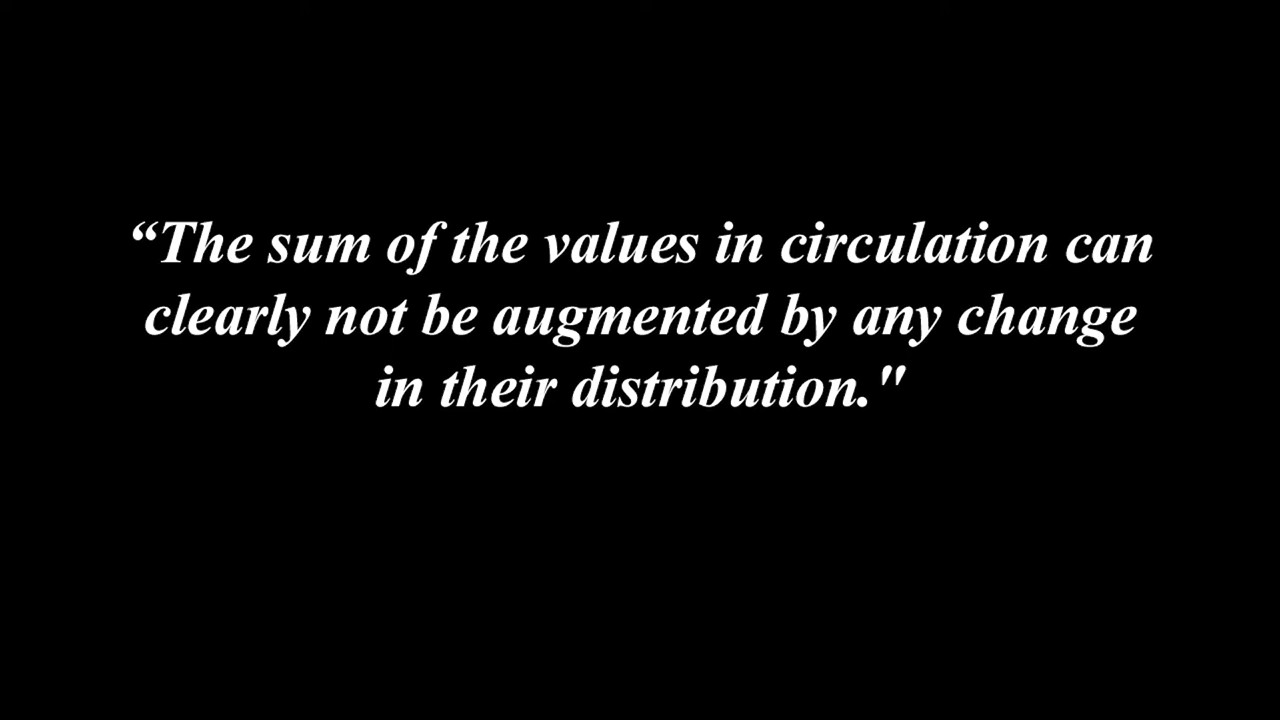 “The sum of the values in circulation can
clearly not be augmented by any change
in their distribution."